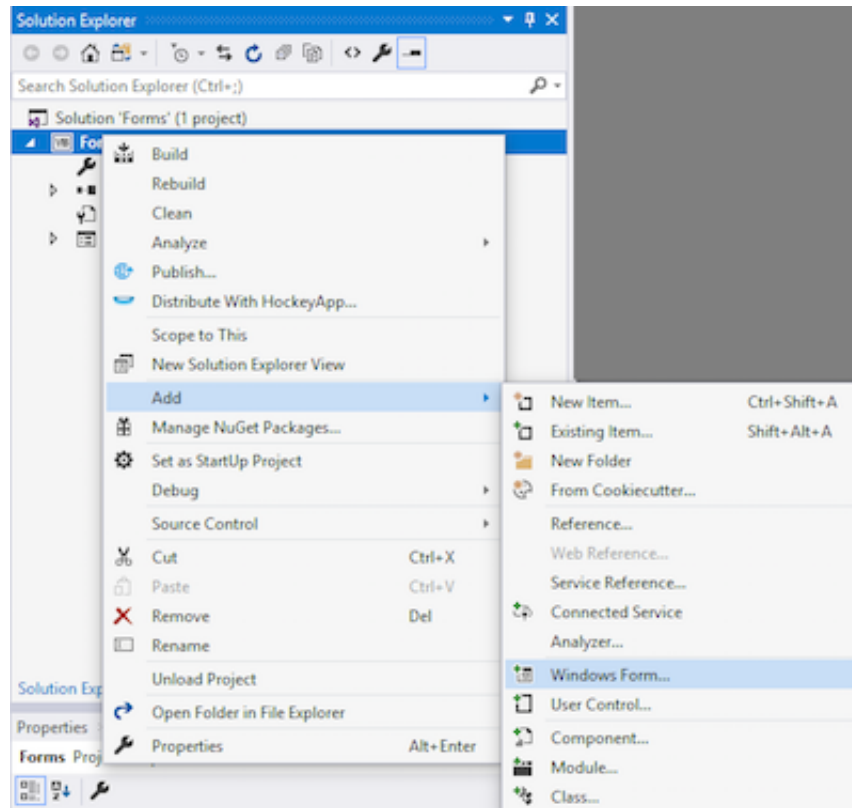 Solution Explorer
Search Solution Explorer (Ctrl+;)
Solution 'Forms' (1 project)
Build
Rebuild
Clean
Analyze
Publish...
Distribute With HockeyApp...
Scope to This
New Solution Explorer View
Add
Manage NuGet Packages...
Set as StartUp Project
Debug
Source Control
Cut Ctrl+X
Paste Ctrl+V
Remove Del
Rename
Unload Project
Open Folder in File Explorer
Properties Alt+Enter
New Item... Ctrl+Shift+A
Existing Item... Shift+Alt+A
New Folder
From Cookiecutter...
Reference...
Web Reference...
Service Reference...
Connected Service
Analyzer...
Windows Form...
User Control...
Component...
Module...
Class...
Solution Exp
Properties
Forms Proj